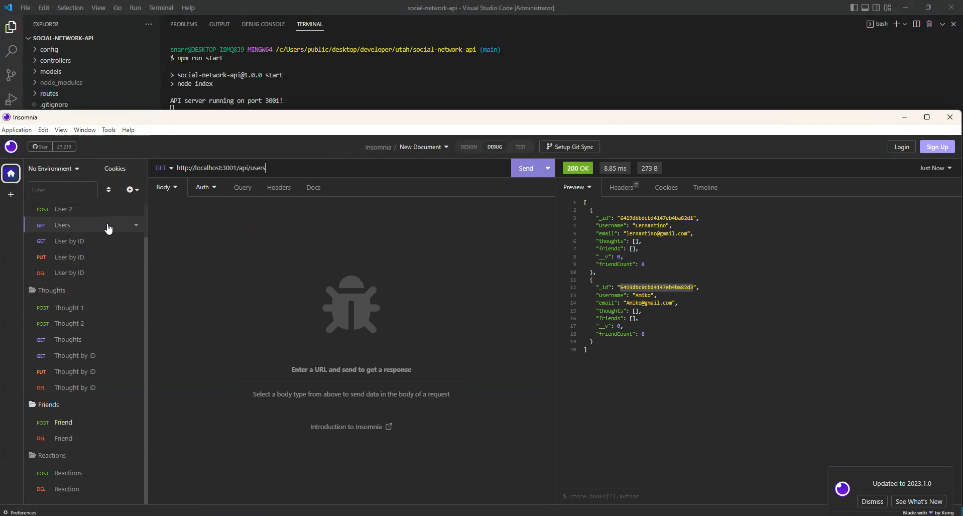 File Edit Selection View Go Run Terminal Help
social-network-api - Visual Studio Code [Administrator]
EXPLORER
PROBLEMS OUTPUT DEBUG CONSOLE TERMINAL
bash
SOCIAL-NETWORK-API
config
controllers
models
node_modules
routes
.gitignore
MINGW64 /c/Users/public/desktop/developer/utah/social-network api (main)
$ npm run start
> social-network-api@1.0.0 start
> node index
API server running on port 3001!
Insomnia
Application Edit View Window Tools Help
Star 27,219
Insomnia / New Document
DESIGN DEBUG TEST
Setup Git Sync
Login
Sign Up
No Environment
Cookies
GET http://localhost:3001/api/users
Send
200 OK
8.85 ms
273 B
Just Now
Filter
Body Auth Query Headers Docs
Preview Headers Cookies Timeline
POST User 2
GET Users
GET User by ID
PUT User by ID
DEL User by ID
Thoughts
POST Thought 1
POST Thought 2
GET Thoughts
GET Thought by ID
PUT Thought by ID
DEL Thought by ID
Friends
POST Friend
DEL Friend
Reactions
POST Reactions
DEL Reaction
Enter a URL and send to get a response
Select a body type from above to send data in the body of a request
Introduction to Insomnia
1 [
2 {
3 "_id":
4 "username": "Lernantino",
5 "email": "lernantino@gmail.com",
6 "thoughts": [],
7 "friends": [],
8 "__v": 0,
9 "friendCount": 0
10 },
11 {
12 "_id":
13 "username": "Amiko",
14 "email": "Amiko@gmail.com",
15 "thoughts": [],
16 "friends": [],
17 "__v": 0,
18 "friendCount": 0
19 }
20 ]
$.store.books[*].author
Updated to 2023.1.0
Dismiss
See What's New
Preferences
Made with ♥ by Kong